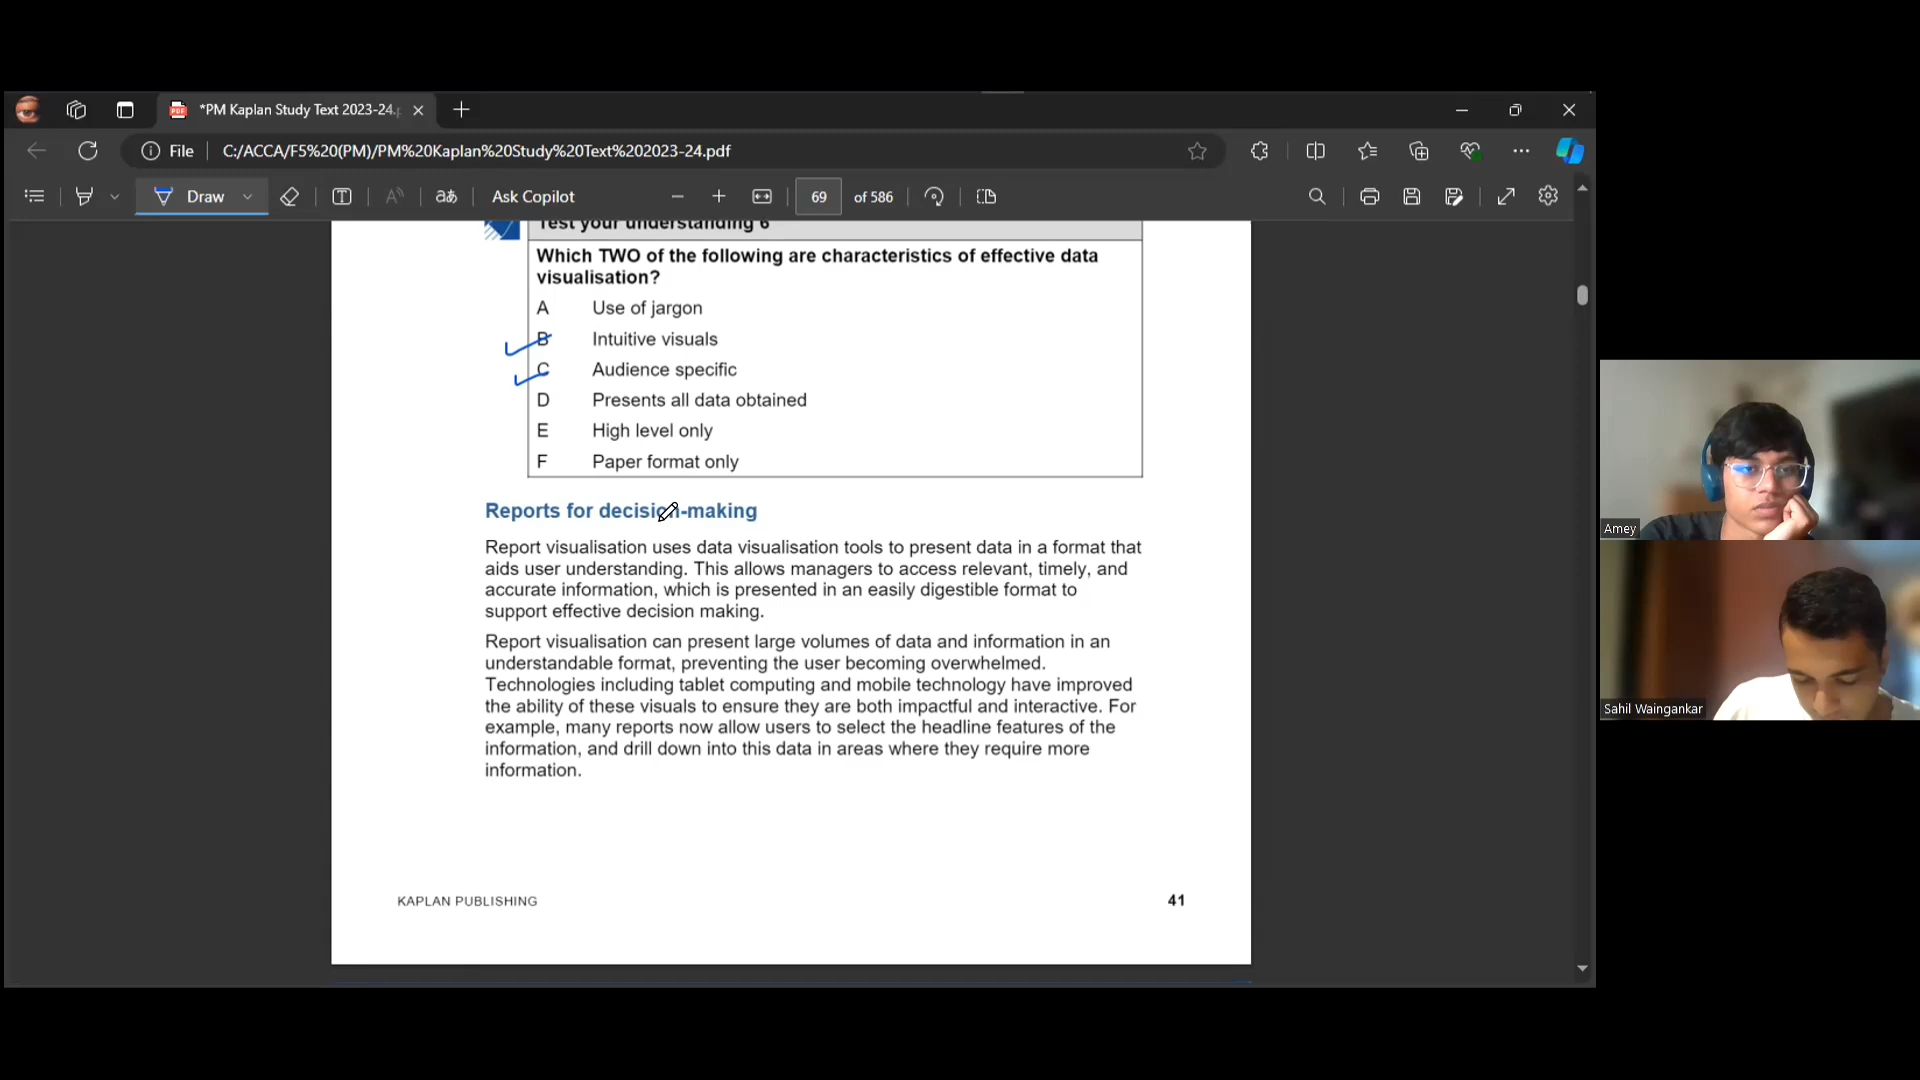 *PM Kaplan Study Text 2023-24.
File
C:/ACCA/F5%20(PM)/PM%20Kaplan%20Study%20Text%202023-24.pdf
Draw
Ask Copilot
69 of 586
Test your understanding 6
Which TWO of the following are characteristics of effective data
visualisation?
A Use of jargon
B Intuitive visuals
C Audience specific
D Presents all data obtained
E High level only
F Paper format only
Reports for decision-making
Report visualisation uses data visualisation tools to present data in a format that
aids user understanding. This allows managers to access relevant, timely, and
accurate information, which is presented in an easily digestible format to
support effective decision making.
Report visualisation can present large volumes of data and information in an
understandable format, preventing the user becoming overwhelmed.
Technologies including tablet computing and mobile technology have improved
the ability of these visuals to ensure they are both impactful and interactive. For
example, many reports now allow users to select the headline features of the
information, and drill down into this data in areas where they require more
information.
KAPLAN PUBLISHING
41
Amey
Sahil Waingankar